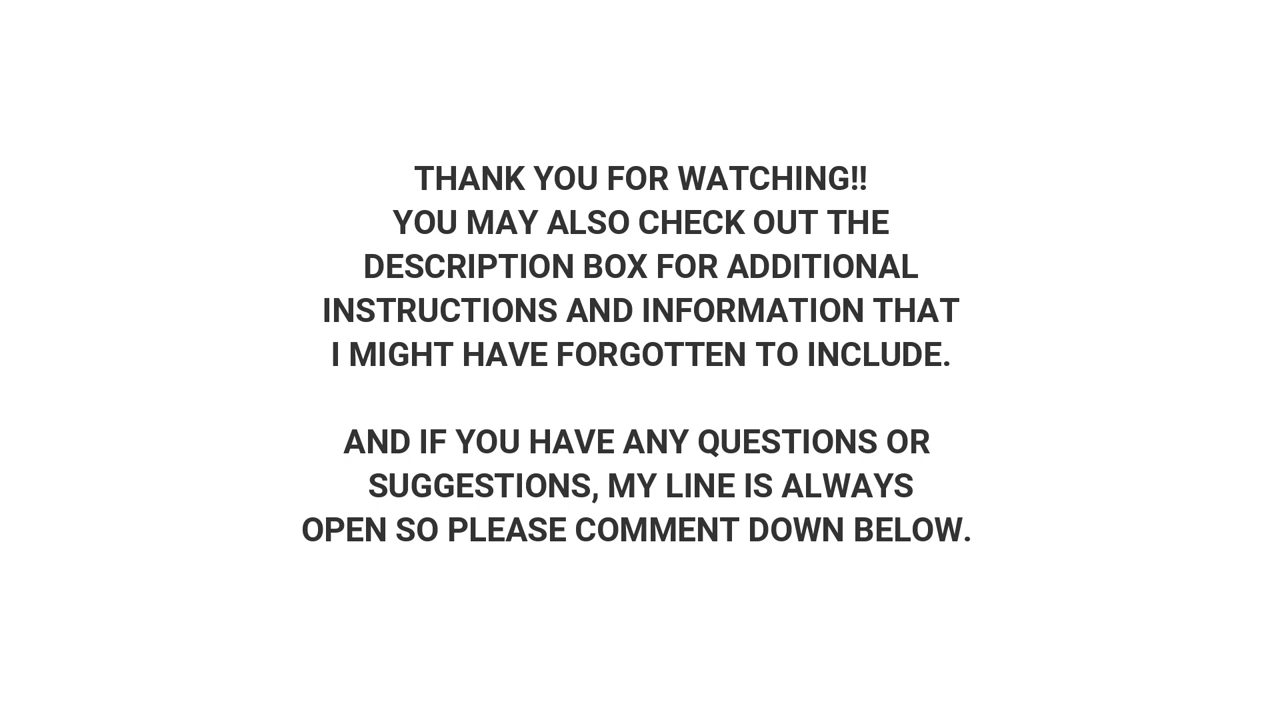 THANK YOU FOR WATCHING!!
YOU MAY ALSO CHECK OUT THE
DESCRIPTION BOX FOR ADDITIONAL
INSTRUCTIONS AND INFORMATION THAT
I MIGHT HAVE FORGOTTEN TO INCLUDE.
AND IF YOU HAVE ANY QUESTIONS OR
SUGGESTIONS, MY LINE IS ALWAYS
OPEN SO PLEASE COMMENT DOWN BELOW.